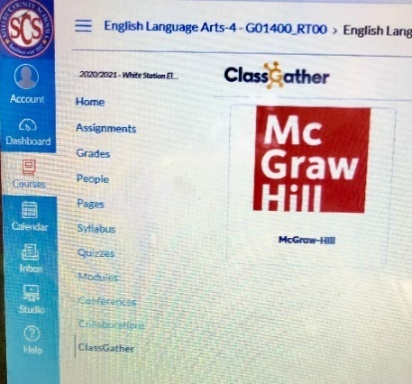 SCS
English Language Arts-4 - G01400_RT00 > English Lang
2020/2021 - White Station El...
ClassGather
Account
Dashboard
Courses
Calendar
Inbox
Studio
Help
Home
Assignments
Grades
People
Pages
Syllabus
Quizzes
Modules
Conferences
Collaborations
ClassGather
Mc
Graw
Hill
McGraw-Hill